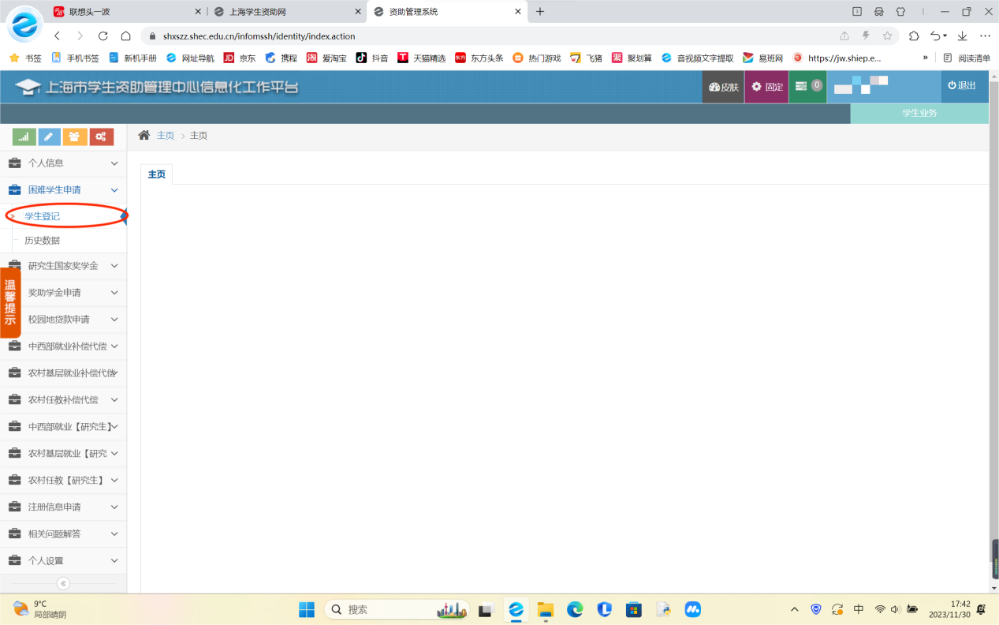 联想头一波
上海学生资助网
资助管理系统
shxszz.shec.edu.cn/infomssh/identity/index.action
书签 手机书签 新机手册 网址导航 京东 携程 爱淘宝 抖音 天猫精选 东方头条 热门游戏 飞猪 聚划算 音视频文字提取 易班网 https://jw.shiep.e... » 阅读清单
上海市学生资助管理中心信息化工作平台
皮肤 固定 0 退出
学生业务
主页 > 主页
主页
个人信息
困难学生申请
学生登记
历史数据
研究生国家奖学金
奖助学金申请
校园地贷款申请
温馨提示
中西部就业补偿代偿
农村基层就业补偿代偿
农村任教补偿代偿
中西部就业【研究生】
农村基层就业【研究
农村任教【研究生】
注册信息申请
相关问题解答
个人设置
9°C
局部晴朗
搜索
中
17:42
2023/11/30